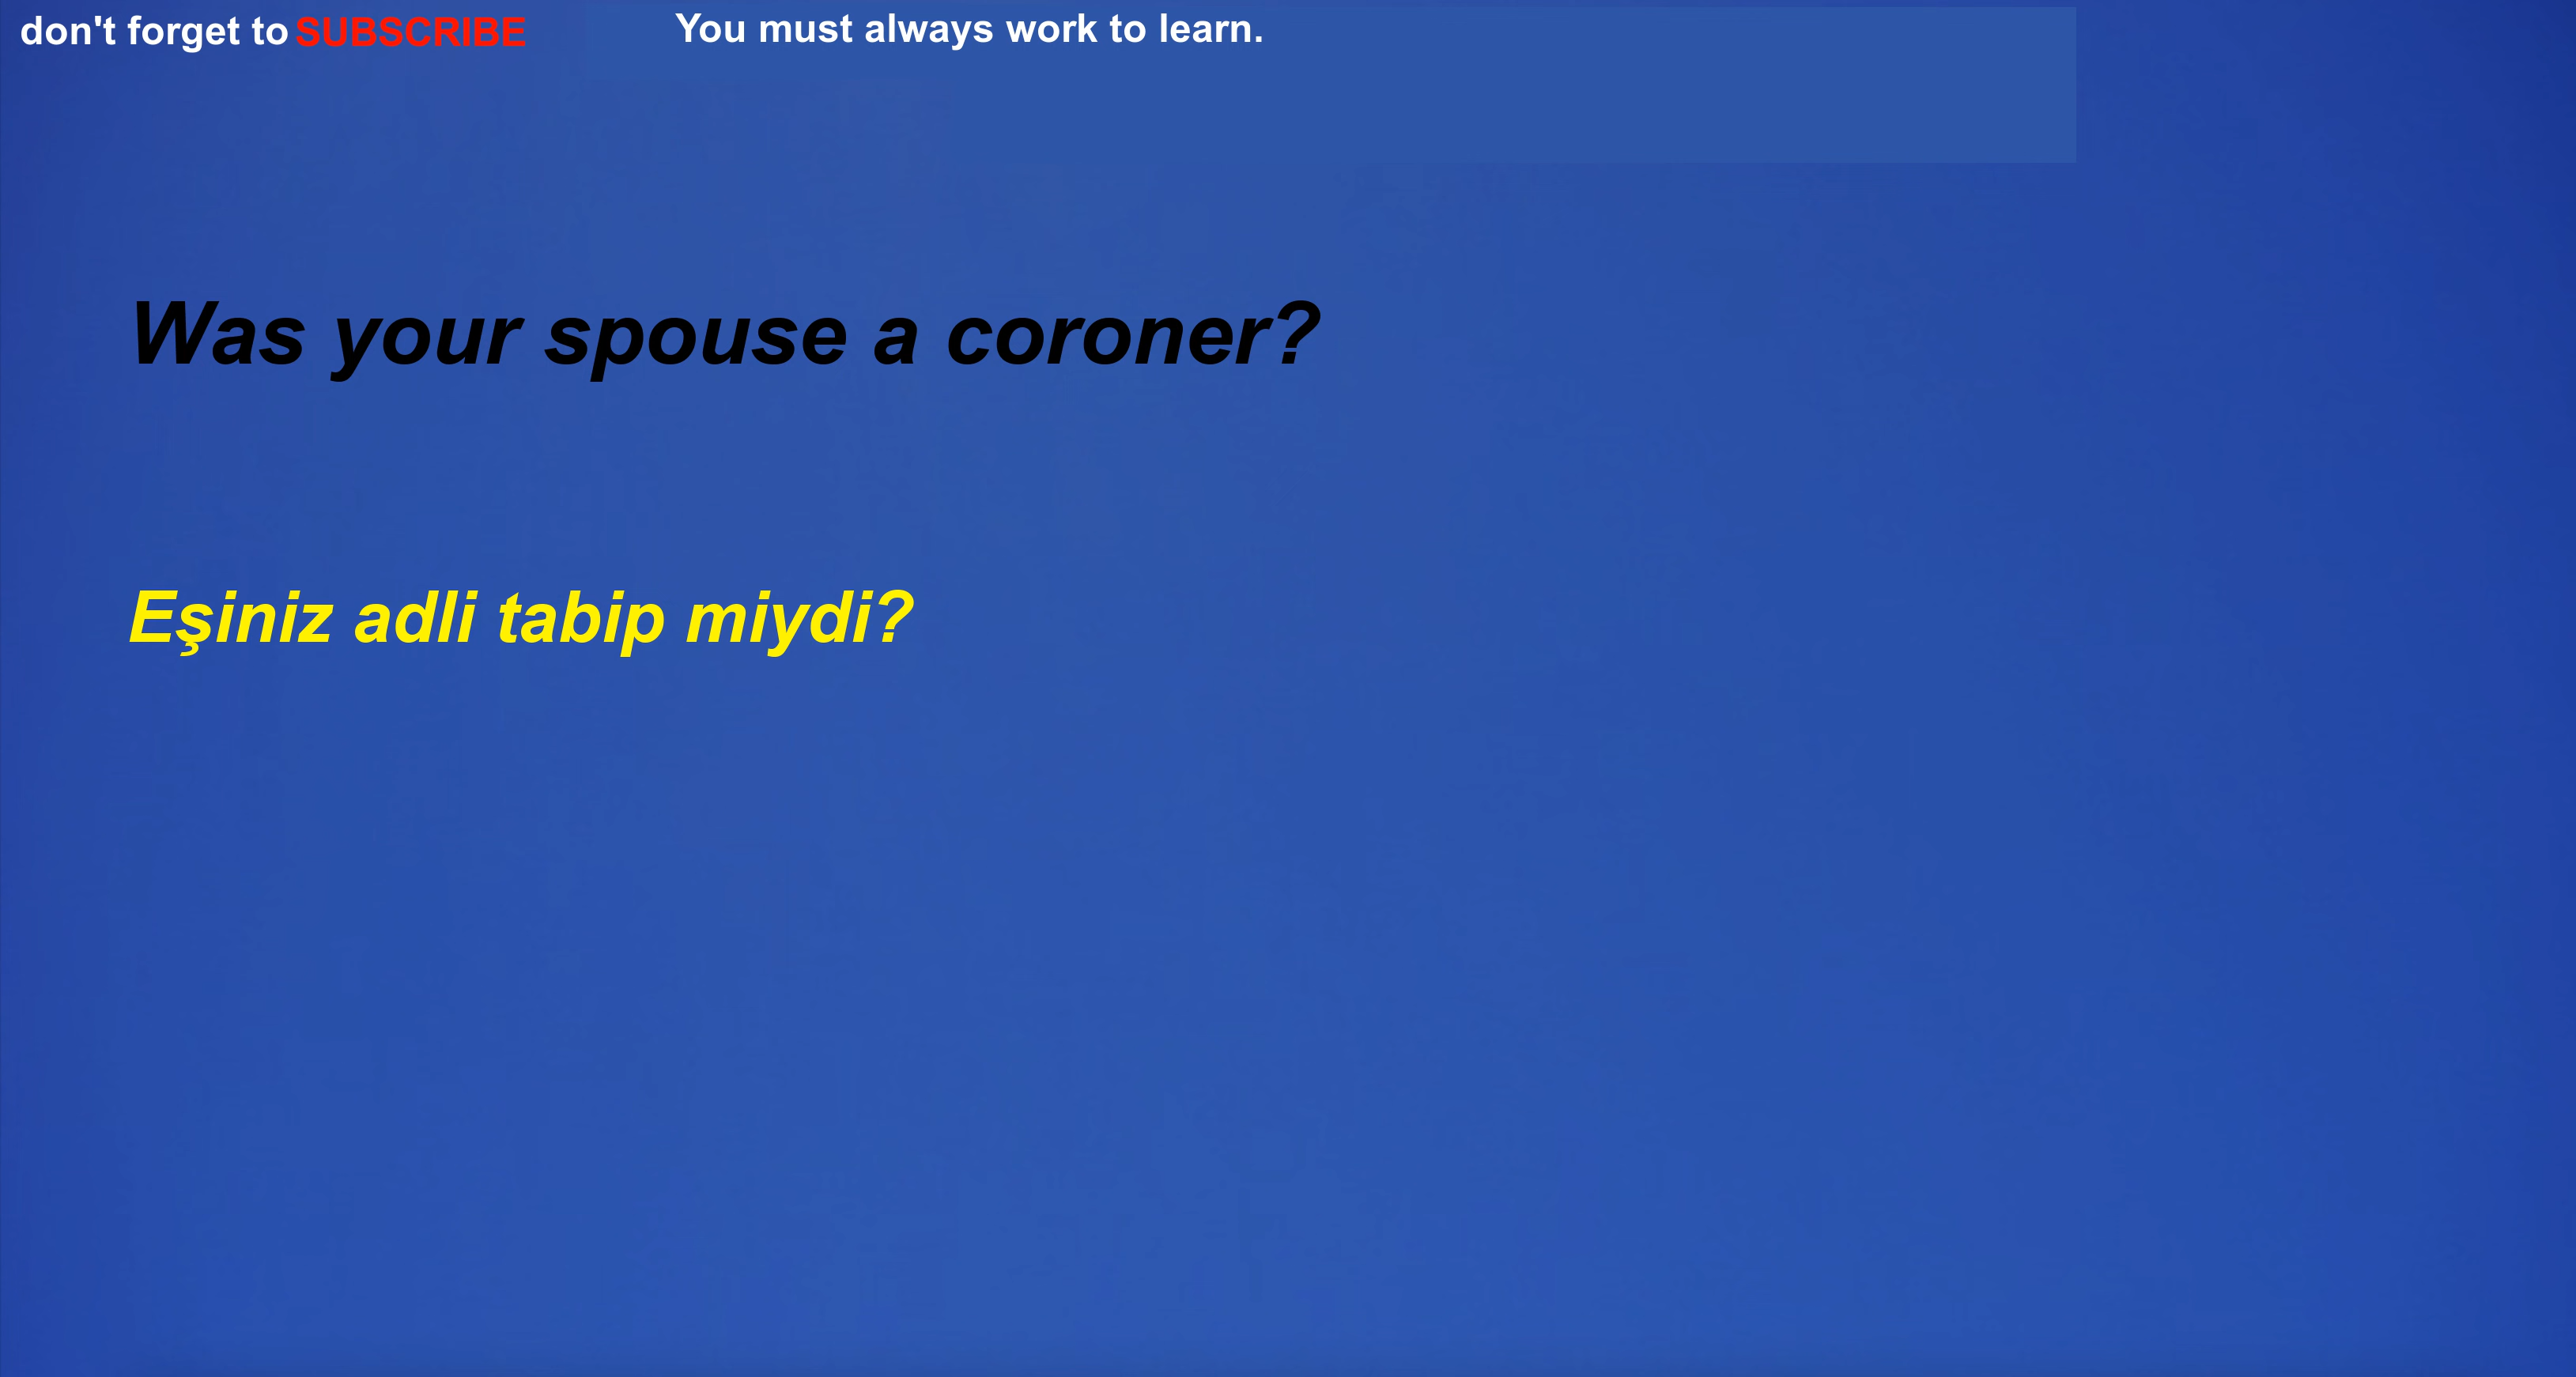 don't forget to SUBSCRIBE
You must always work to learn.
Was your spouse a coroner?
Eşiniz adli tabip miydi?